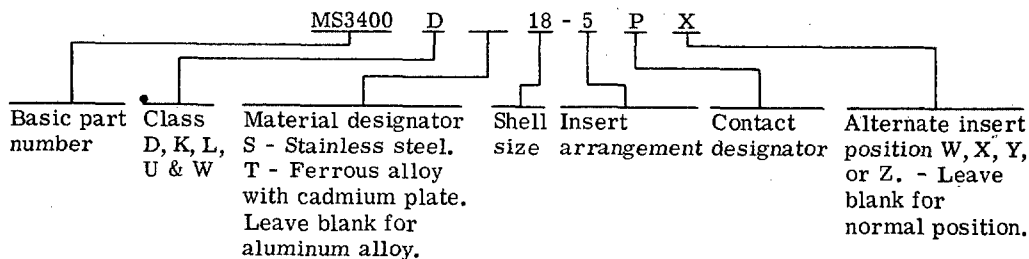 MS3400 D 18 - 5 P X
Basic part
number
Class
D, K, L,
U & W
Material designator
S - Stainless steel.
T - Ferrous alloy
with cadmium plate.
Leave blank for
aluminum alloy.
Shell
size
Insert
arrangement
Contact
designator
Alternate insert
position W, X, Y,
or Z. - Leave
blank for
normal position.